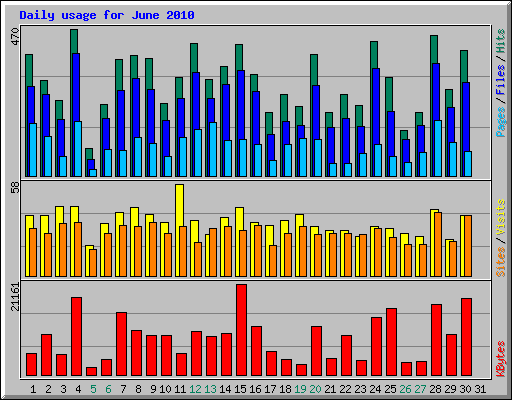 Daily usage for June 2010
470
Pages / Files / Hits
58
Sites / Visits
21161
KBytes
1 2 3 4 5 6 7 8 9 10 11 12 13 14 15 16 17 18 19 20 21 22 23 24 25 26 27 28 29 30 31